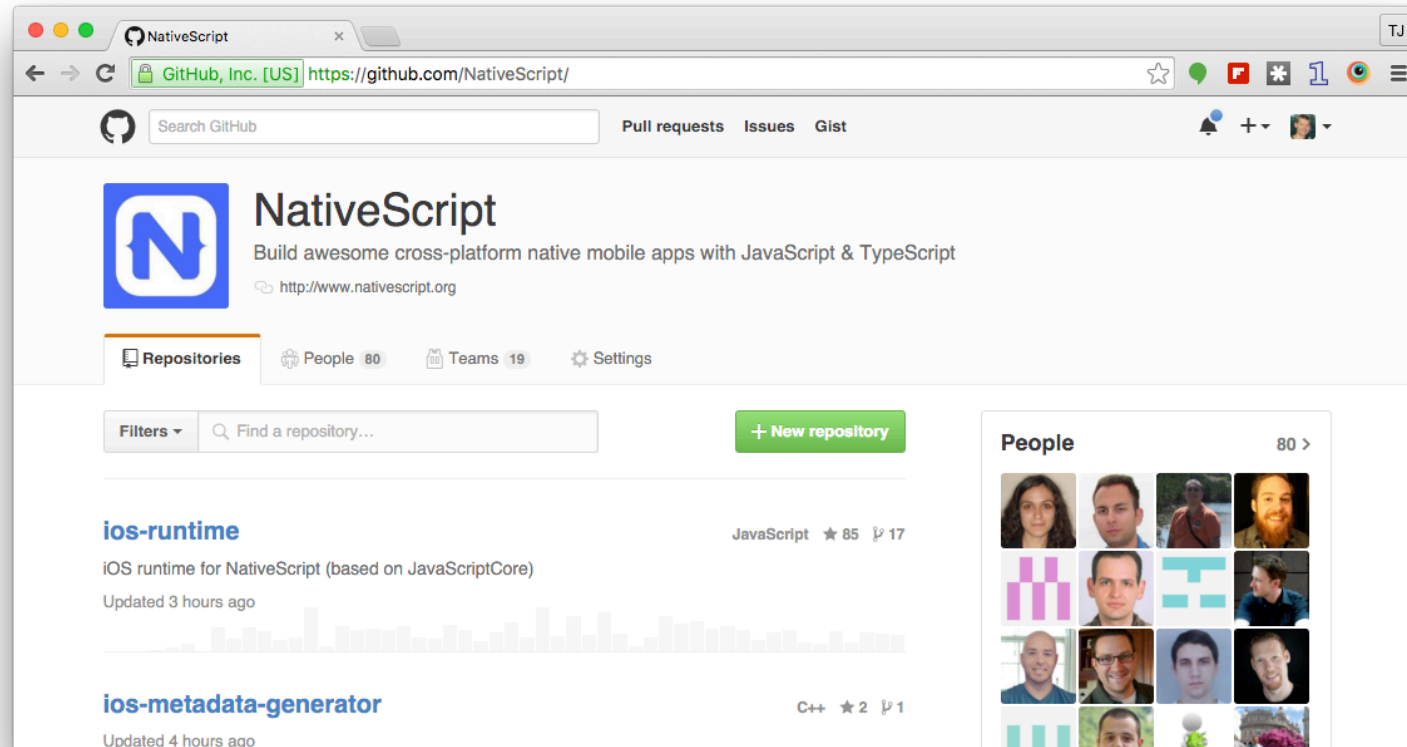 NativeScript
TJ
GitHub, Inc. [US] https://github.com/NativeScript/
Search GitHub
Pull requests Issues Gist
NativeScript
Build awesome cross-platform native mobile apps with JavaScript & TypeScript
http://www.nativescript.org
Repositories People 80 Teams 19 Settings
Filters Find a repository… + New repository
People 80 >
ios-runtime JavaScript 85 17
iOS runtime for NativeScript (based on JavaScriptCore)
Updated 3 hours ago
ios-metadata-generator C++ 2 1
Updated 4 hours ago